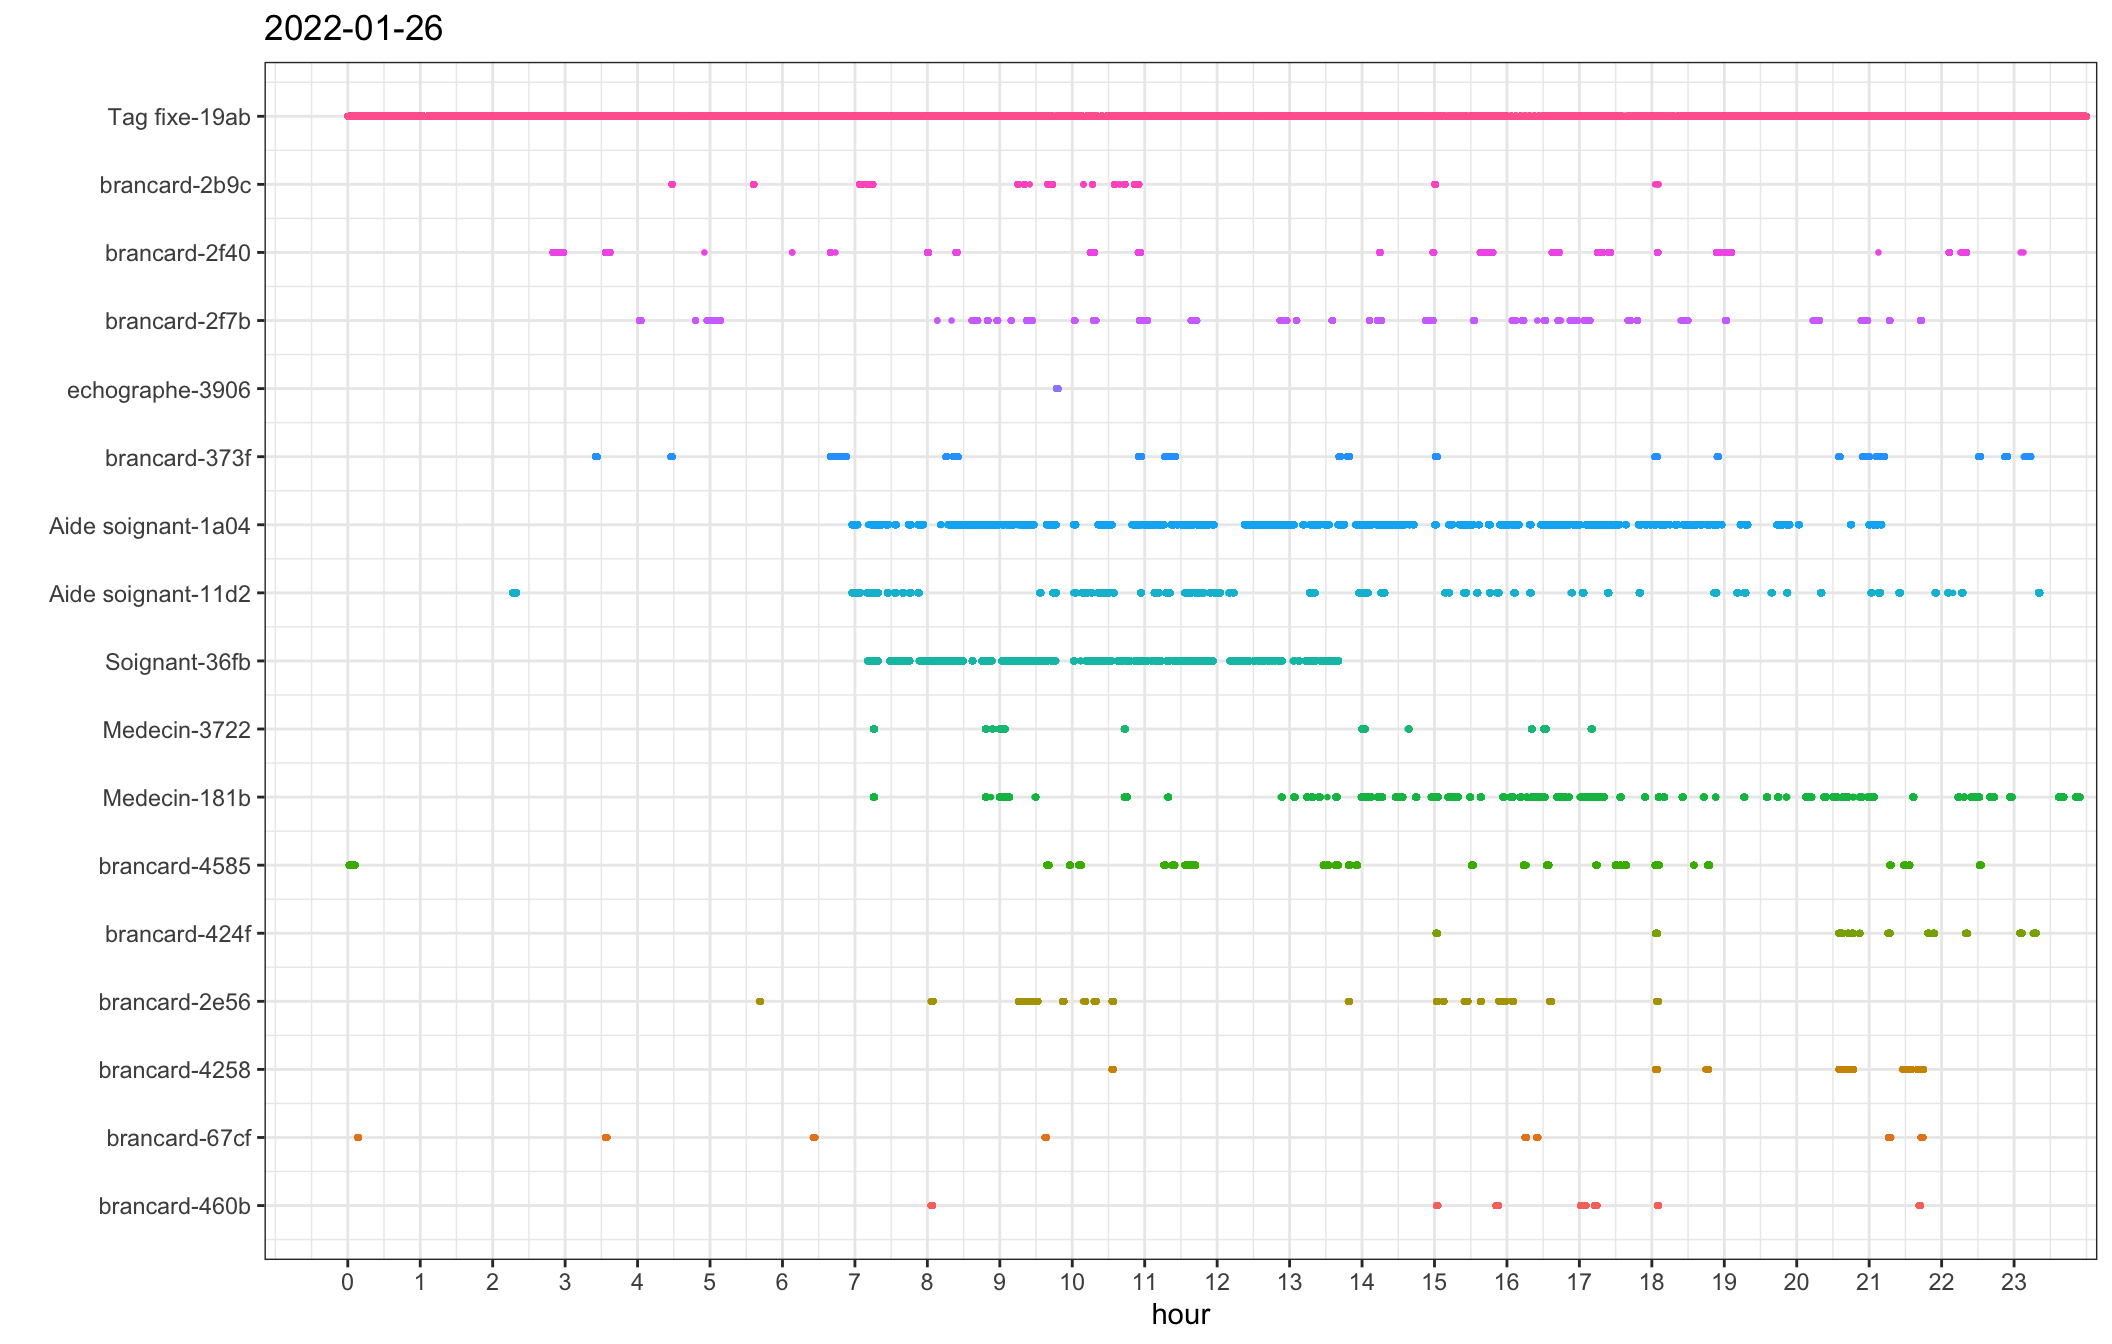 2022-01-26
Tag fixe-19ab
brancard-2b9c
brancard-2f40
brancard-2f7b
echographe-3906
brancard-373f
Aide soignant-1a04
Aide soignant-11d2
Soignant-36fb
Medecin-3722
Medecin-181b
brancard-4585
brancard-424f
brancard-2e56
brancard-4258
brancard-67cf
brancard-460b
0 1 2 3 4 5 6 7 8 9 10 11 12 13 14 15 16 17 18 19 20 21 22 23
hour